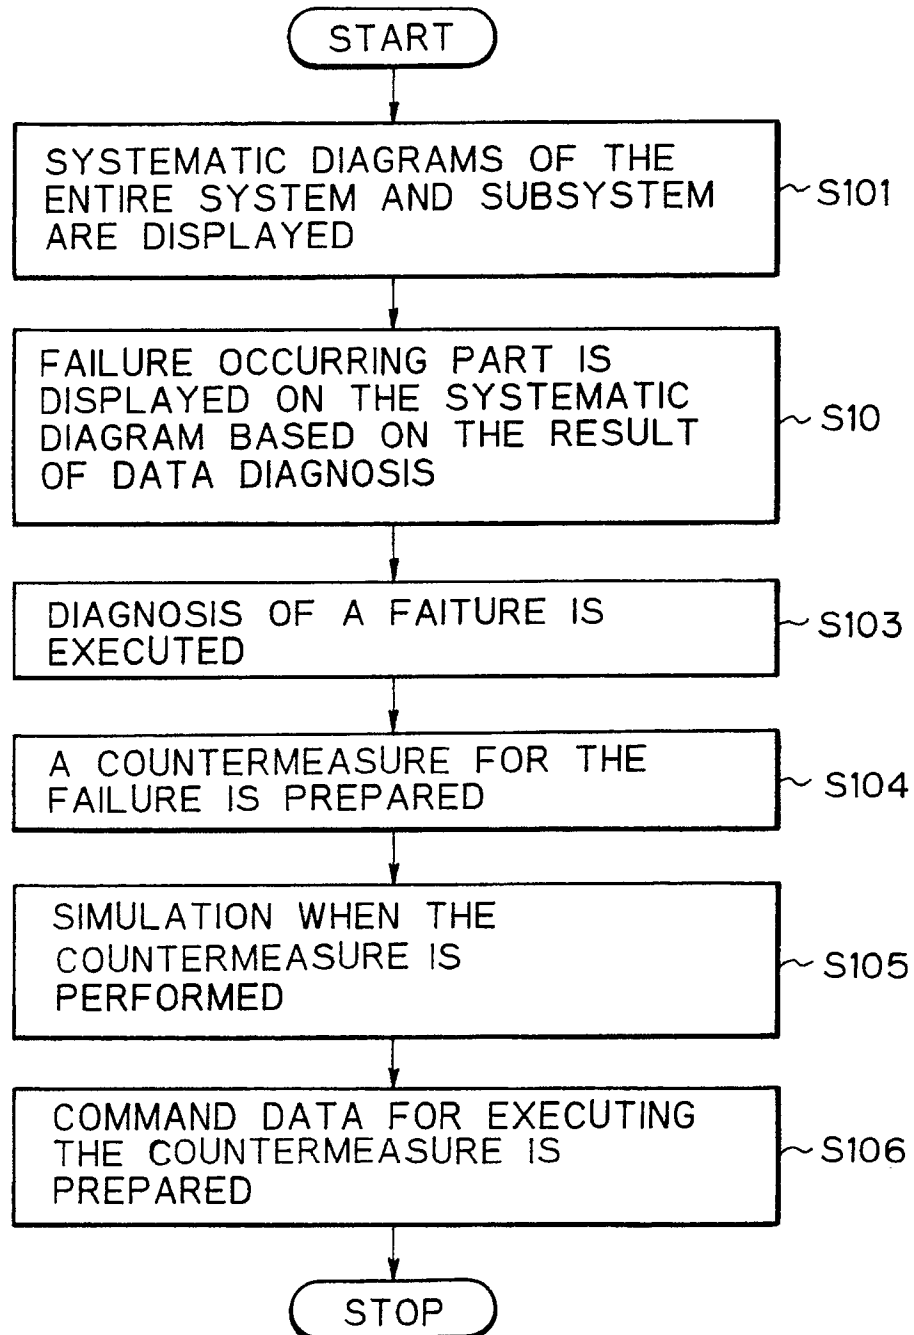 START
SYSTEMATIC DIAGRAMS OF THE
ENTIRE SYSTEM AND SUBSYSTEM
ARE DISPLAYED
S101
FAILURE OCCURRING PART IS
DISPLAYED ON THE SYSTEMATIC
DIAGRAM BASED ON THE RESULT
OF DATA DIAGNOSIS
S10
DIAGNOSIS OF A FAITURE IS
EXECUTED
S103
A COUNTERMEASURE FOR THE
FAILURE IS PREPARED
S104
SIMULATION WHEN THE
COUNTERMEASURE IS
PERFORMED
S105
COMMAND DATA FOR EXECUTING
THE COUNTERMEASURE IS
PREPARED
S106
STOP